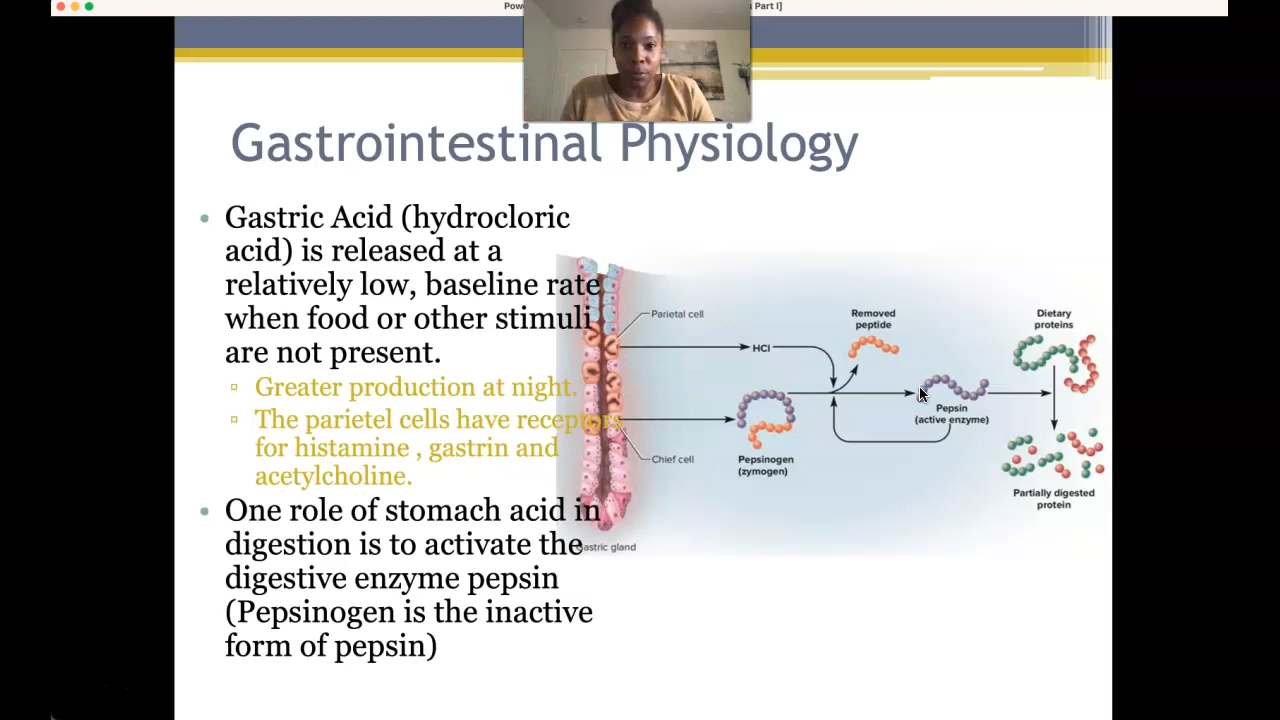 Part I]
Gastrointestinal Physiology
• Gastric Acid (hydrocloric
acid) is released at a
relatively low, baseline rate
when food or other stimuli
are not present.
▫ Greater production at night.
▫ The parietel cells have receptors
for histamine , gastrin and
acetylcholine.
• One role of stomach acid in
digestion is to activate the
digestive enzyme pepsin
(Pepsinogen is the inactive
form of pepsin)
Parietal cell
HCl
Removed
peptide
Dietary
proteins
Pepsin
(active enzyme)
Chief cell
Pepsinogen
(zymogen)
Partially digested
protein
Gastric gland